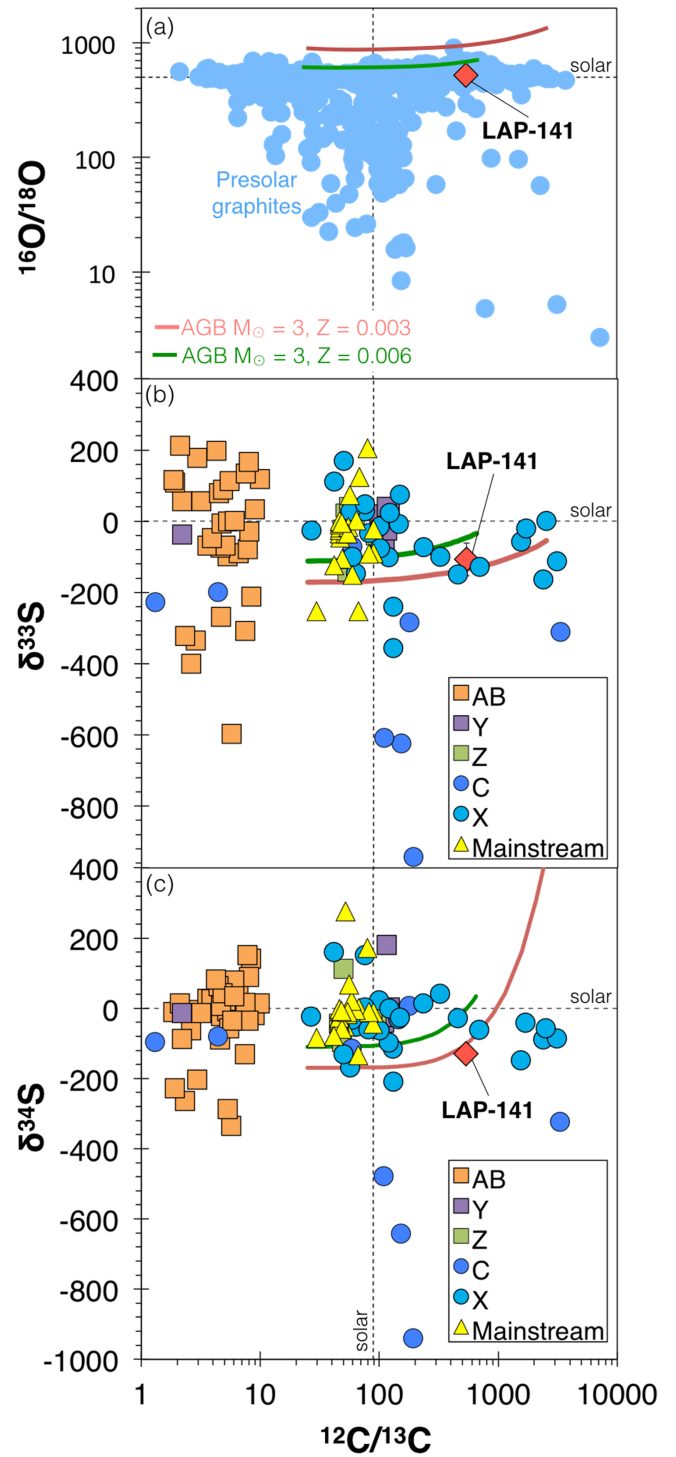 (a)
1000
solar
LAP-141
100
Presolar
graphites
10
AGB M☉ = 3, Z = 0.003
AGB M☉ = 3, Z = 0.006
16O/18O
400
(b)
200
LAP-141
0
solar
-200
-400
-600
-800
δ33S
AB
Y
Z
C
X
Mainstream
400
(c)
200
0
solar
-200
LAP-141
-400
-600
-800
-1000
δ34S
AB
Y
Z
C
X
Mainstream
solar
1 10 100 1000 10000
12C/13C